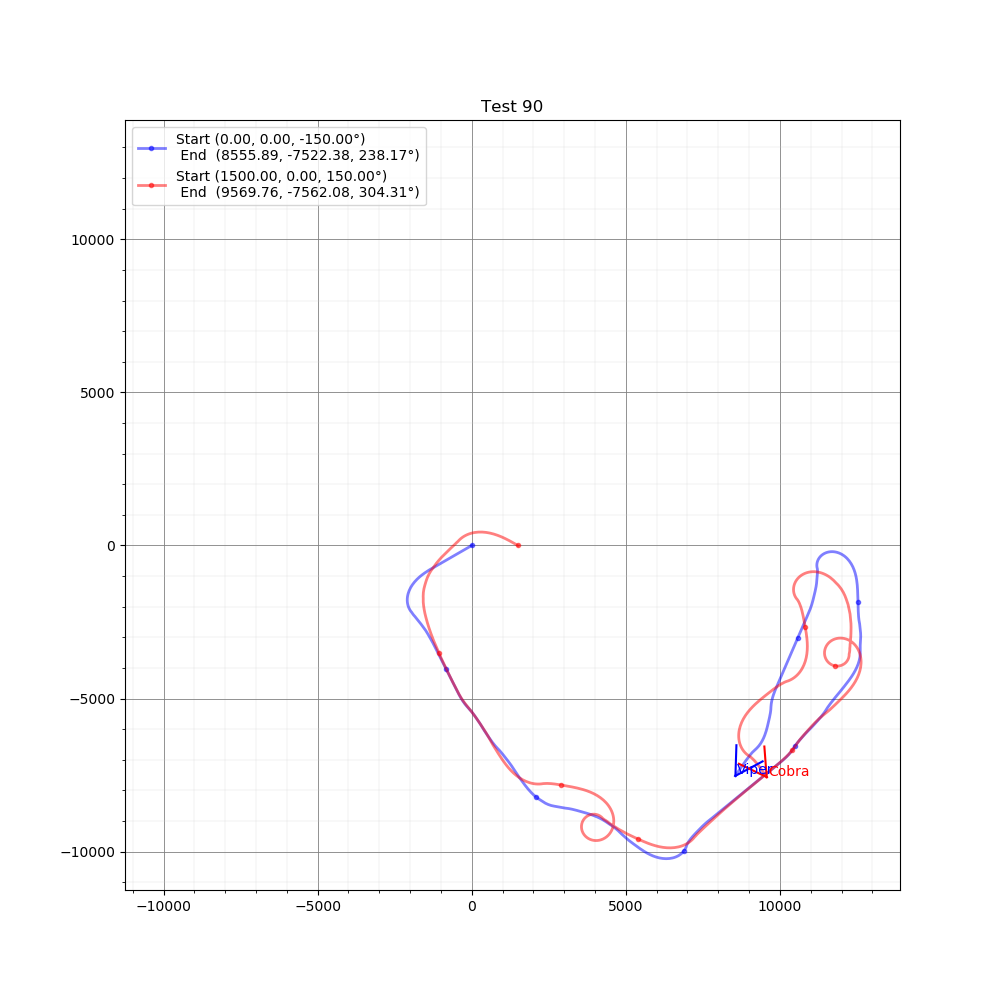 Test 90
Start (0.00, 0.00, -150.00°)
End (8555.89, -7522.38, 238.17°)
Start (1500.00, 0.00, 150.00°)
End (9569.76, -7562.08, 304.31°)
10000
5000
0
−5000
−10000
Viper
Cobra
−10000
−5000
0
5000
10000